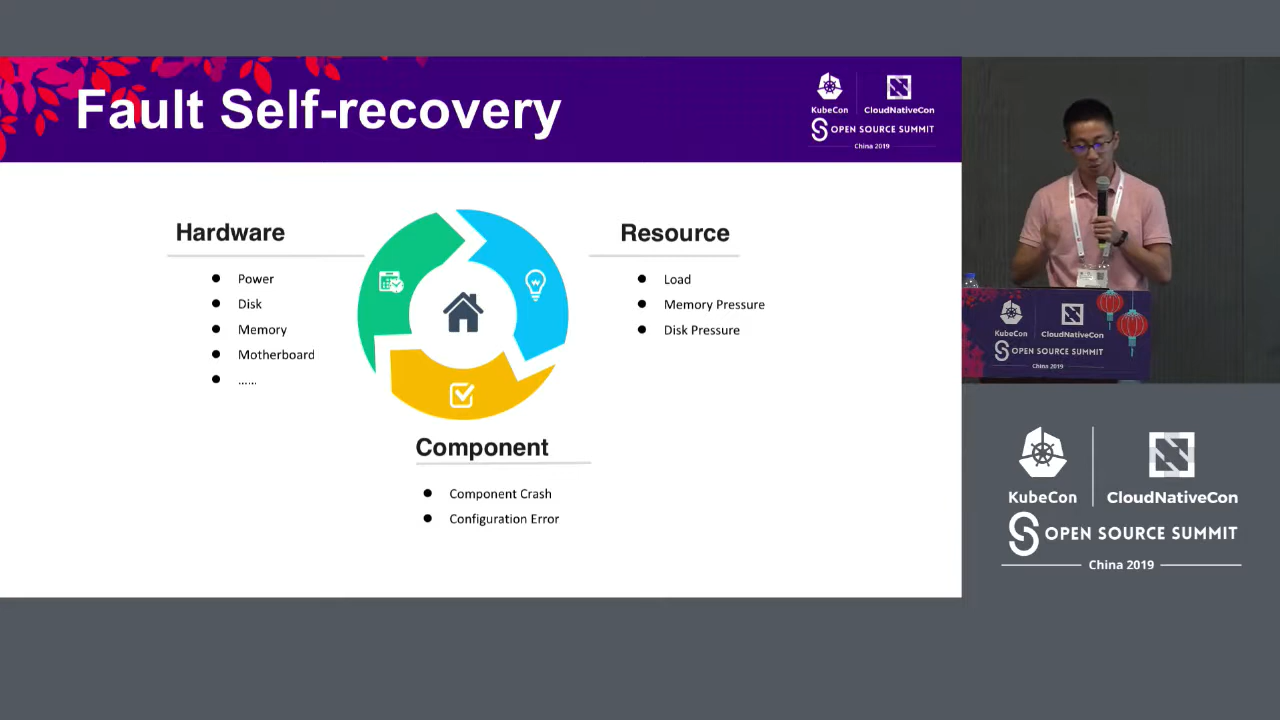 Fault Self-recovery
KubeCon
CloudNativeCon
OPEN SOURCE SUMMIT
China 2019
Hardware
Power
Disk
Memory
Motherboard
......
Resource
Load
Memory Pressure
Disk Pressure
Component
Component Crash
Configuration Error
KubeCon
CloudNativeCon
OPEN SOURCE SUMMIT
China 2019
KubeCon
CloudNativeCon
OPEN SOURCE SUMMIT
China 2019